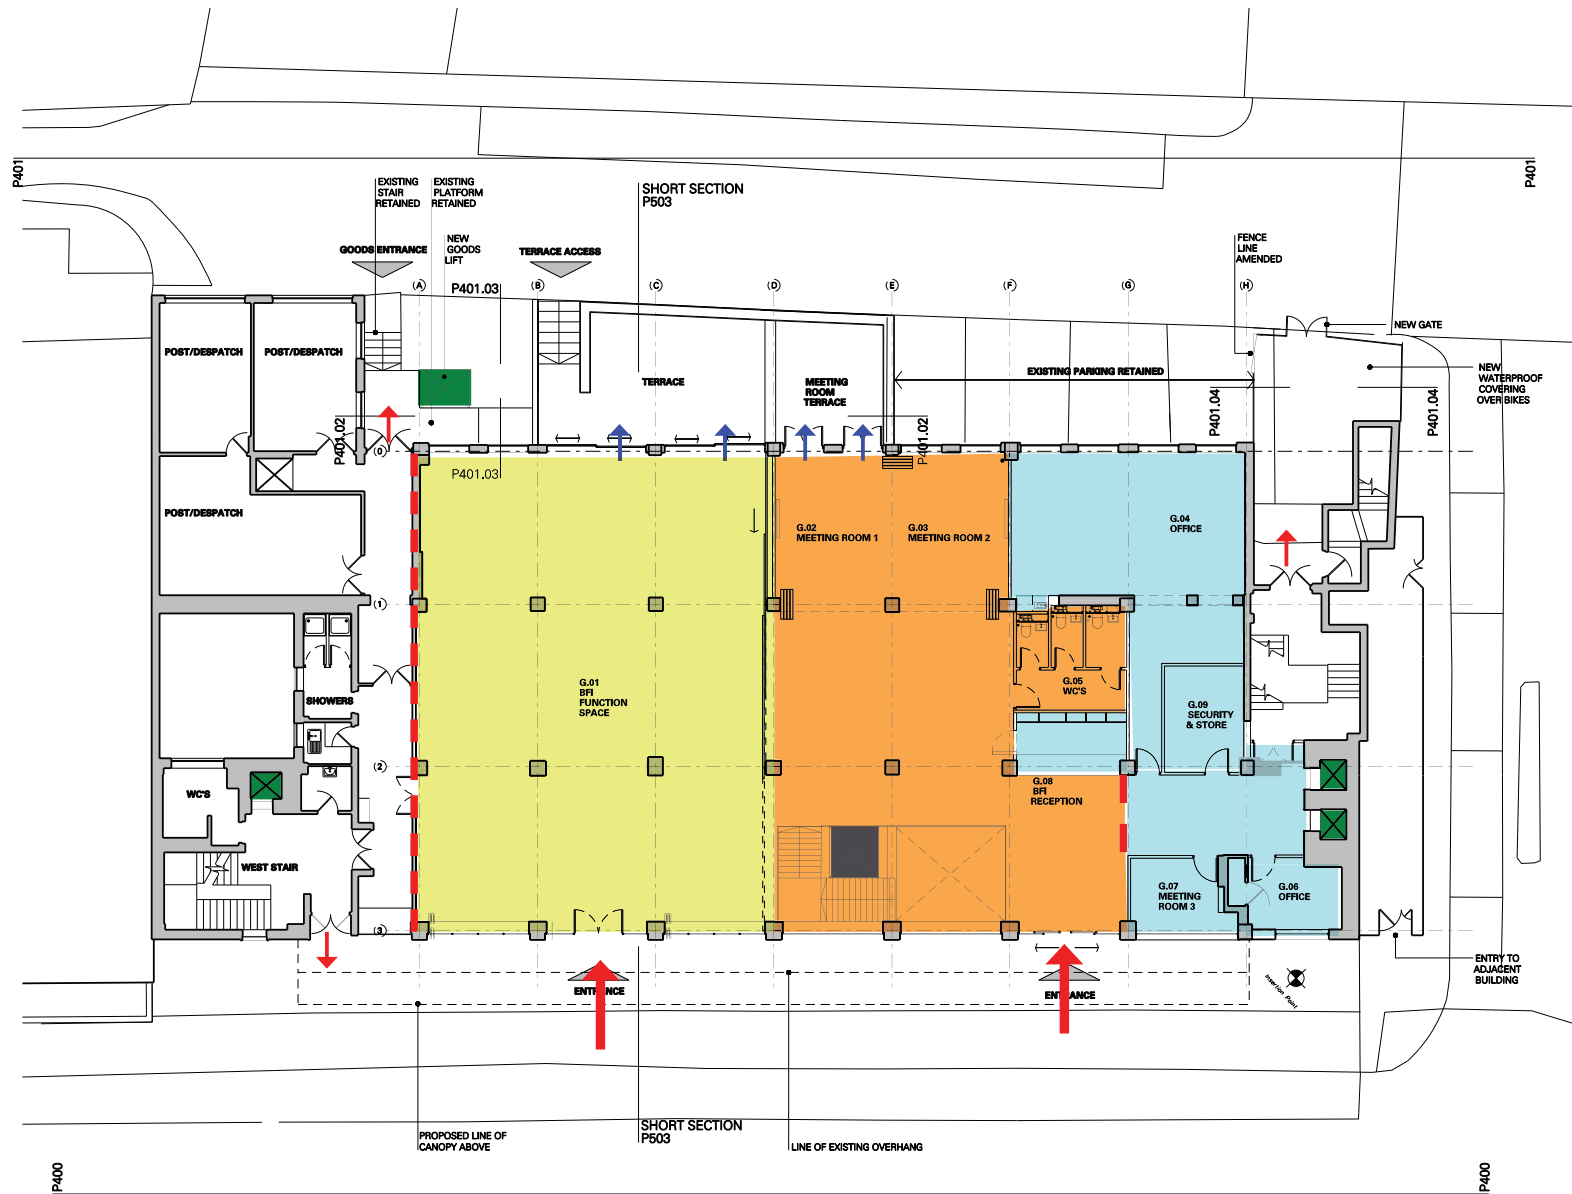 P401
P401
EXISTING
STAIR
RETAINED
EXISTING
PLATFORM
RETAINED
SHORT SECTION
P503
NEW
GOODS
LIFT
GOODS ENTRANCE
TERRACE ACCESS
FENCE
LINE
AMENDED
(A)
(B)
(C)
(D)
(E)
(F)
(G)
(H)
P401.03
NEW GATE
POST/DESPATCH
POST/DESPATCH
TERRACE
MEETING
ROOM
TERRACE
EXISTING PARKING RETAINED
NEW
WATERPROOF
COVERING
OVER BIKES
P401.04
P401.04
P401.02
P401.02
(0)
P401.03
POST/DESPATCH
G.02
MEETING ROOM 1
G.03
MEETING ROOM 2
G.04
OFFICE
(1)
G.01
BFI
FUNCTION
SPACE
G.05
WC'S
SHOWERS
G.09
SECURITY
& STORE
(2)
WC'S
G.08
BFI
RECEPTION
WEST STAIR
G.07
MEETING
ROOM 3
G.06
OFFICE
(3)
ENTRANCE
ENTRANCE
Insertion Point
ENTRY TO
ADJACENT
BUILDING
PROPOSED LINE OF
CANOPY ABOVE
SHORT SECTION
P503
LINE OF EXISTING OVERHANG
P400
P400